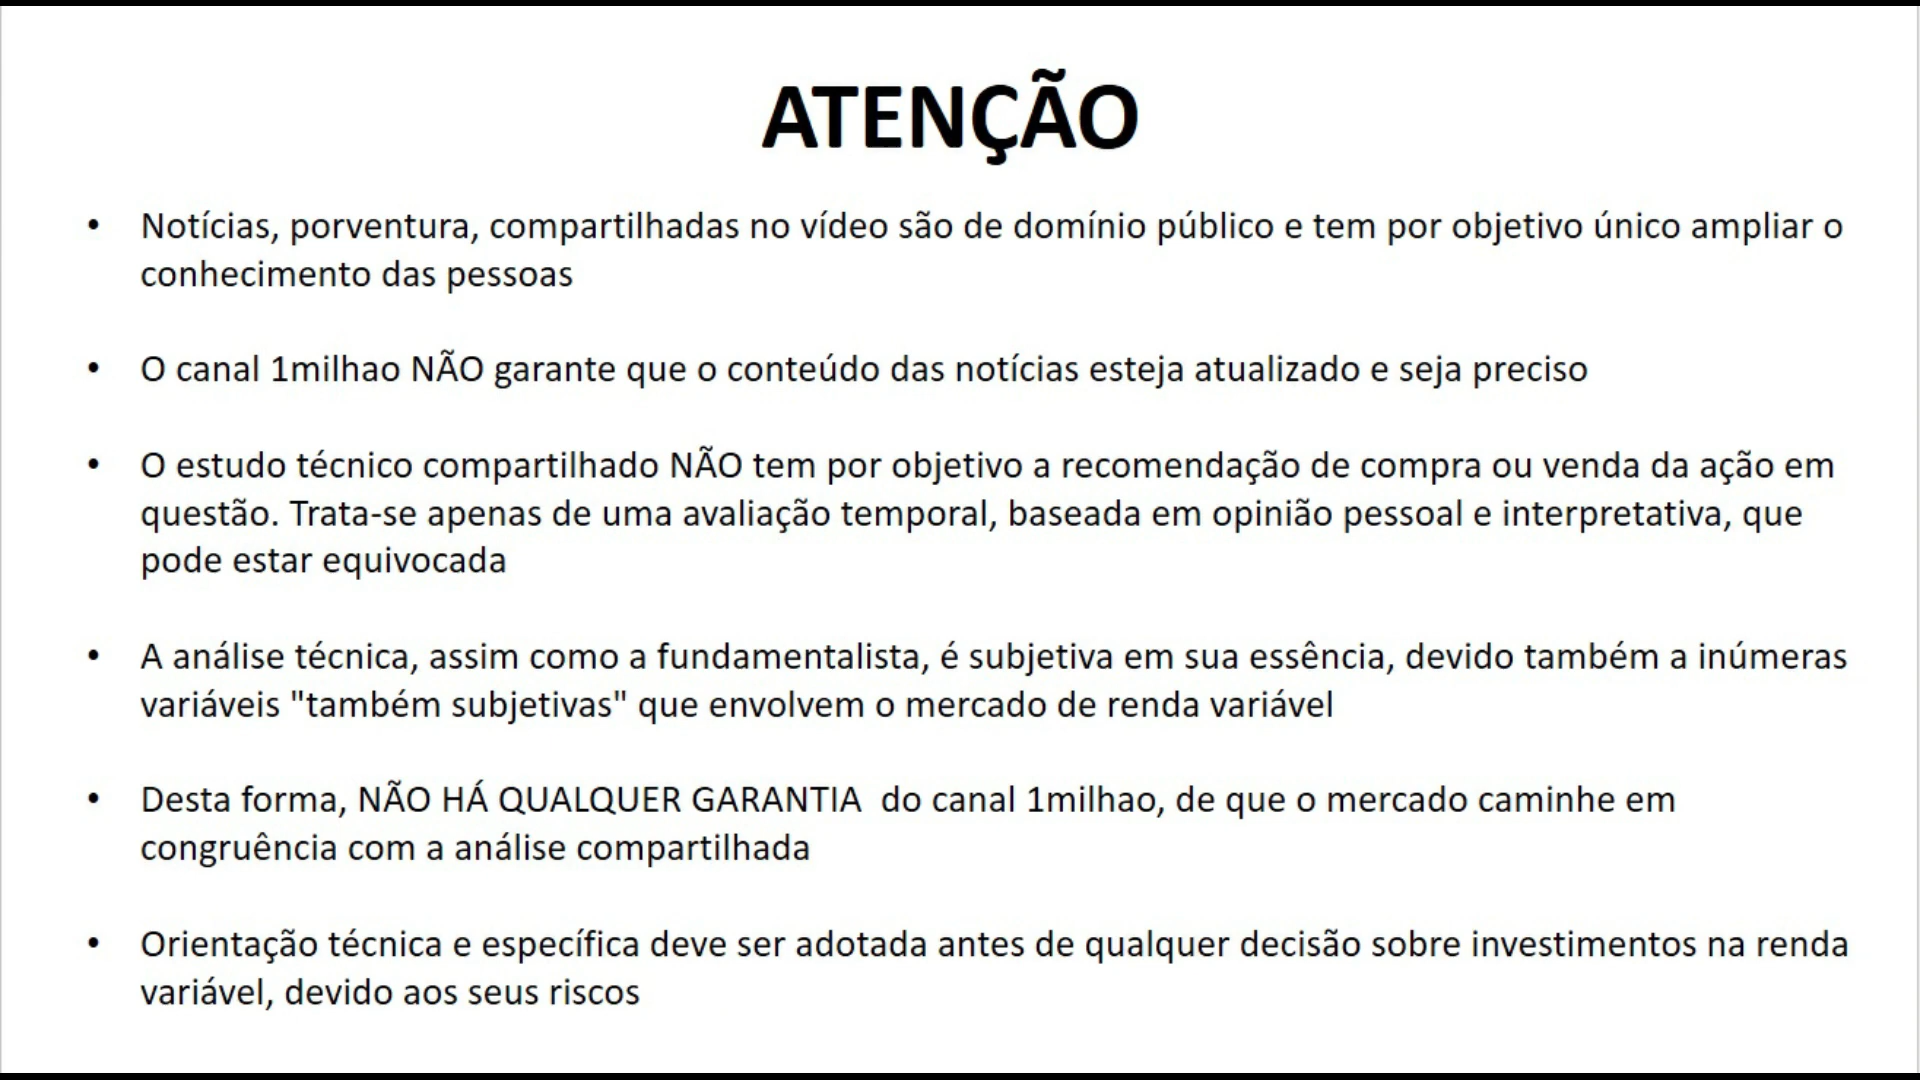 ATENÇÃO
• Notícias, porventura, compartilhadas no vídeo são de domínio público e tem por objetivo único ampliar o
conhecimento das pessoas
• O canal 1milhao NÃO garante que o conteúdo das notícias esteja atualizado e seja preciso
• O estudo técnico compartilhado NÃO tem por objetivo a recomendação de compra ou venda da ação em
questão. Trata-se apenas de uma avaliação temporal, baseada em opinião pessoal e interpretativa, que
pode estar equivocada
• A análise técnica, assim como a fundamentalista, é subjetiva em sua essência, devido também a inúmeras
variáveis "também subjetivas" que envolvem o mercado de renda variável
• Desta forma, NÃO HÁ QUALQUER GARANTIA  do canal 1milhao, de que o mercado caminhe em
congruência com a análise compartilhada
• Orientação técnica e específica deve ser adotada antes de qualquer decisão sobre investimentos na renda
variável, devido aos seus riscos